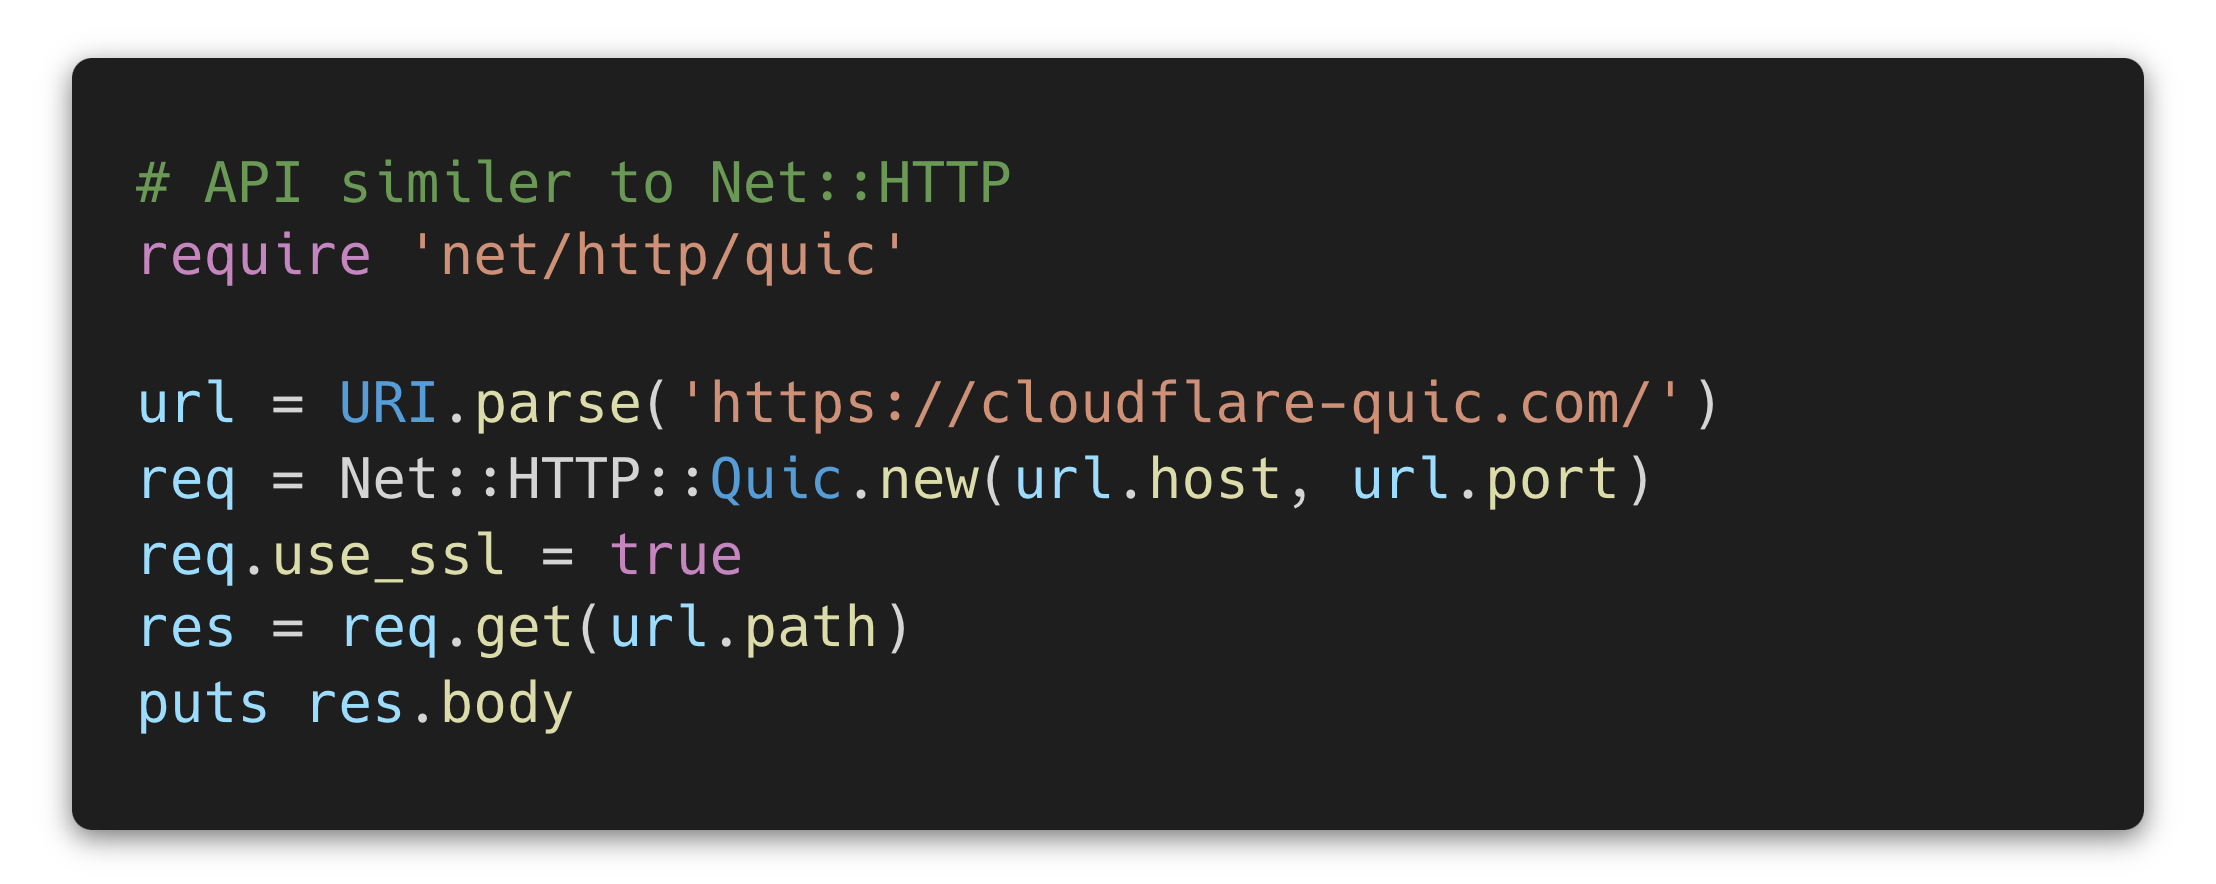 # API similer to Net::HTTP
require 'net/http/quic'
url = URI.parse('https://cloudflare-quic.com/')
req = Net::HTTP::Quic.new(url.host, url.port)
req.use_ssl = true
res = req.get(url.path)
puts res.body